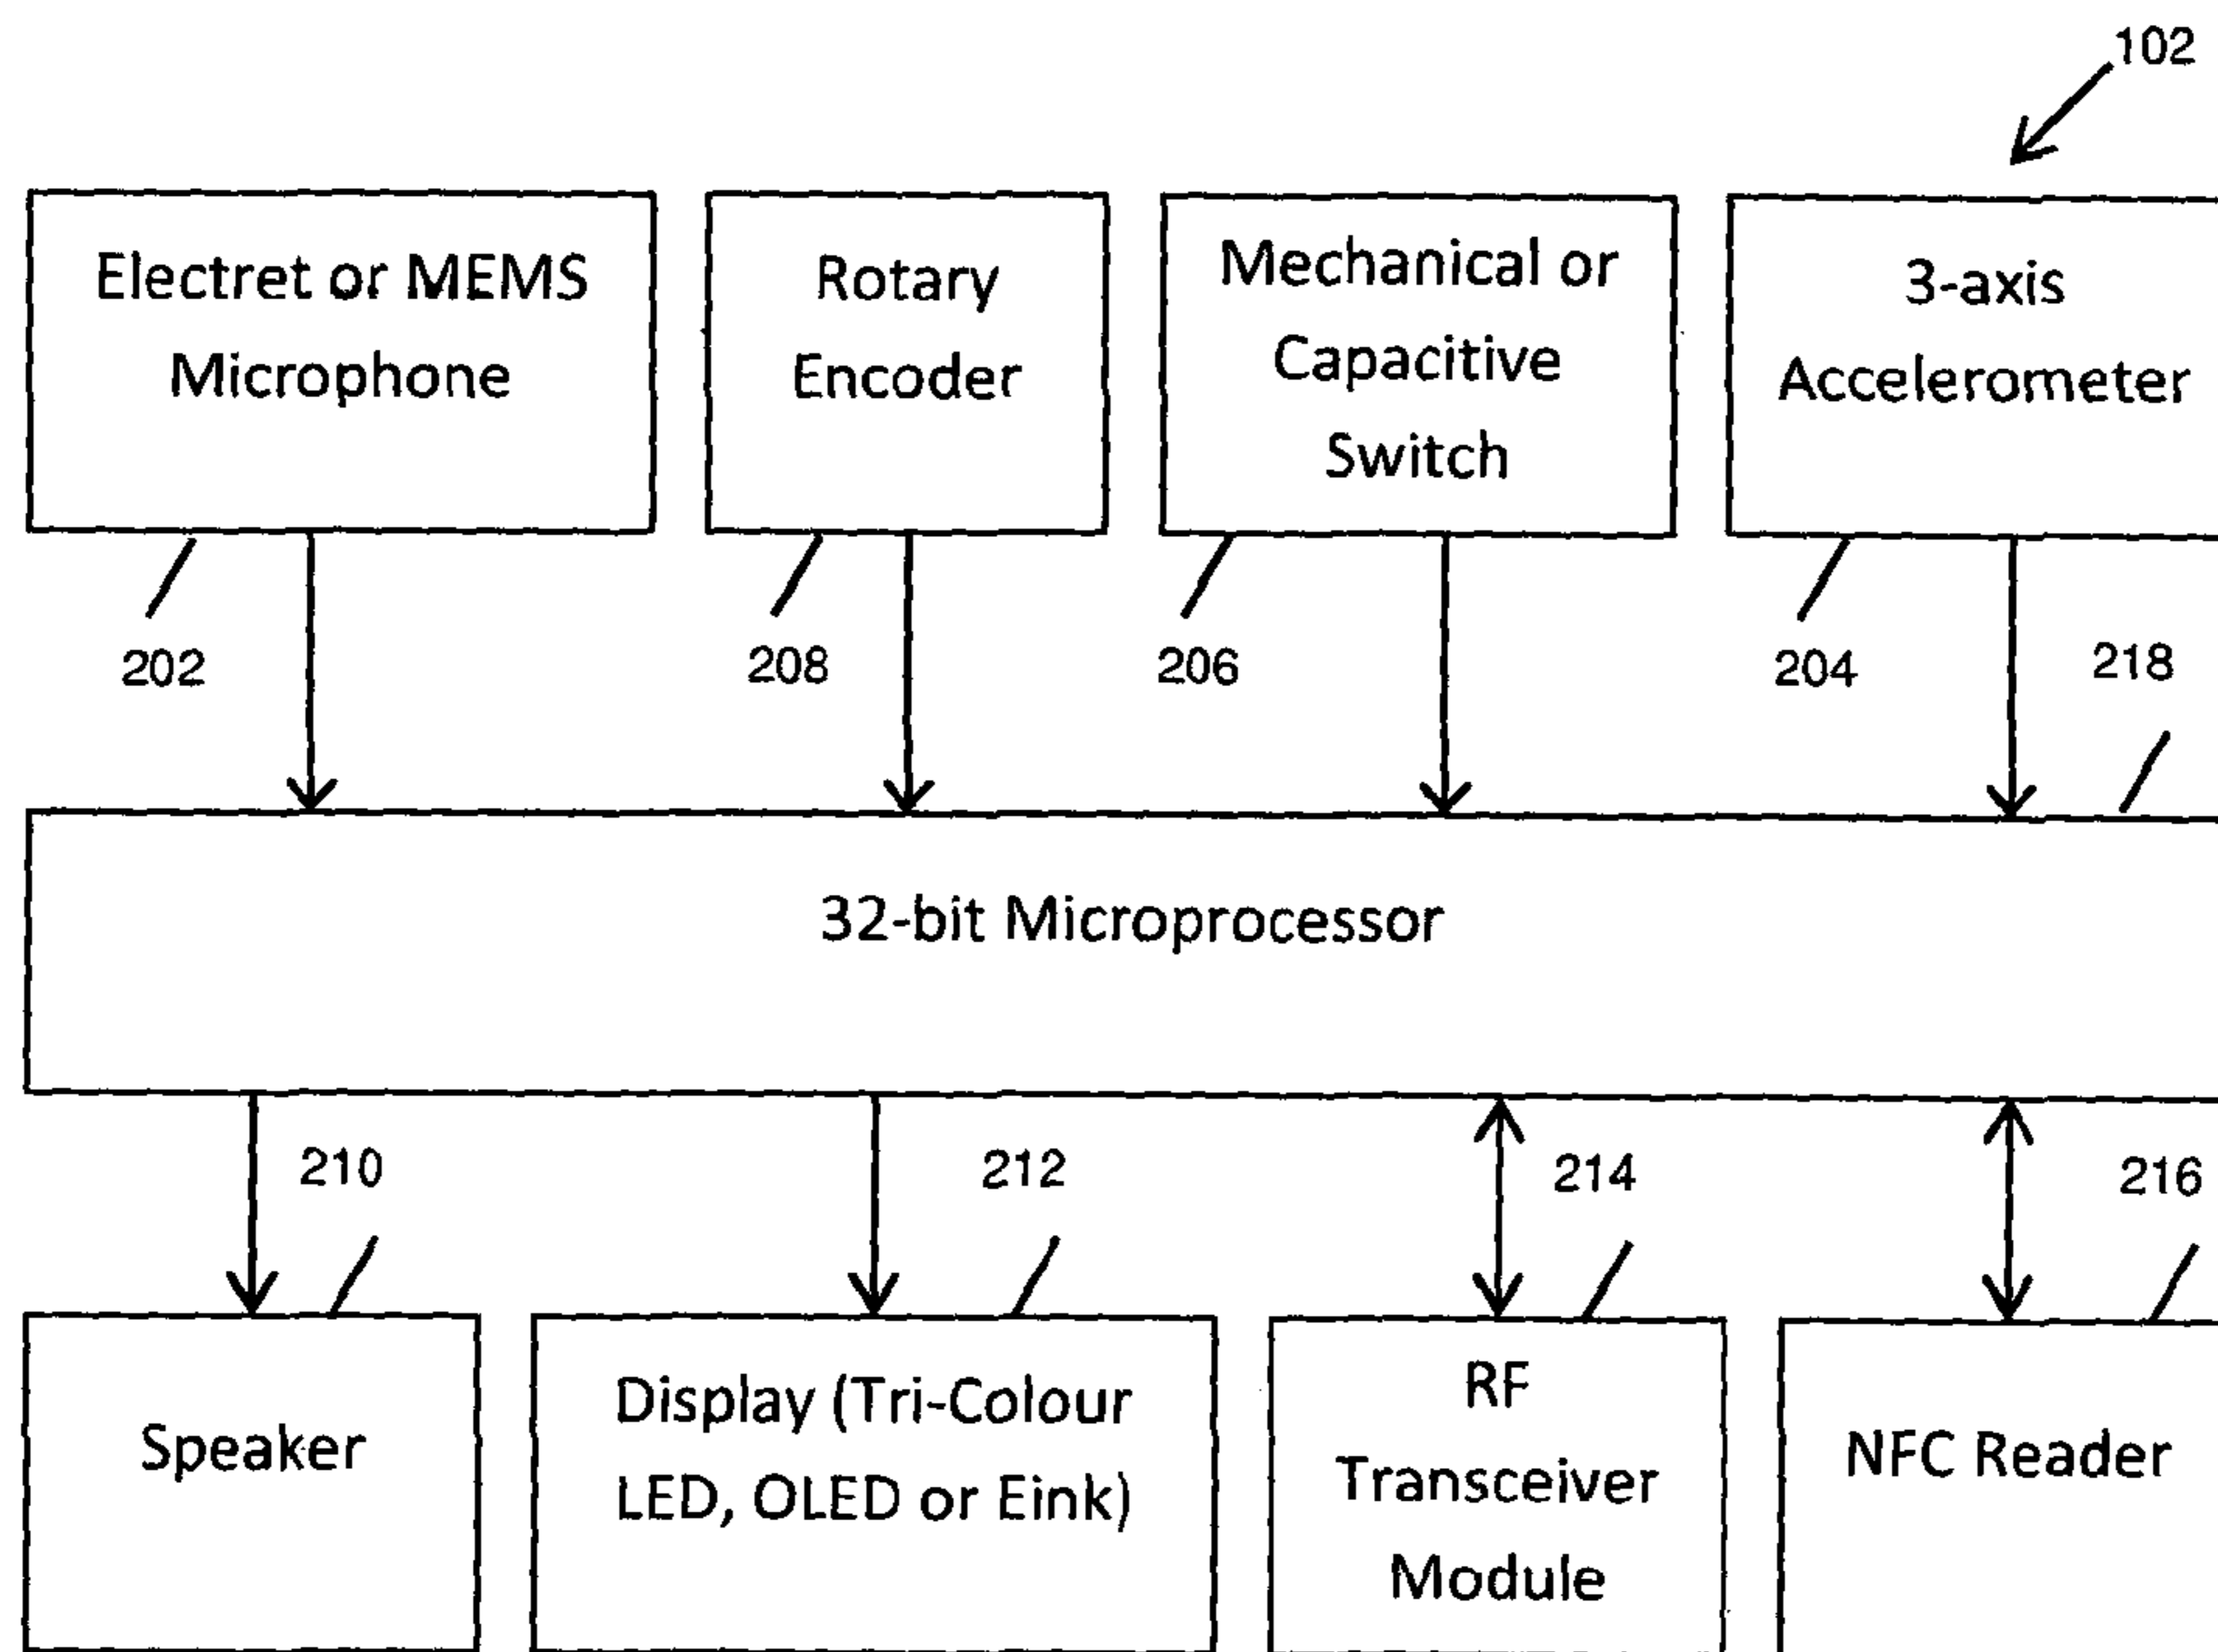 102
Electret or MEMS
Microphone
Rotary
Encoder
Mechanical or
Capacitive
Switch
3-axis
Accelerometer
202
208
206
204
218
32-bit Microprocessor
210
212
214
216
Speaker
Display (Tri-Colour
LED, OLED or Eink)
RF
Transceiver
Module
NFC Reader